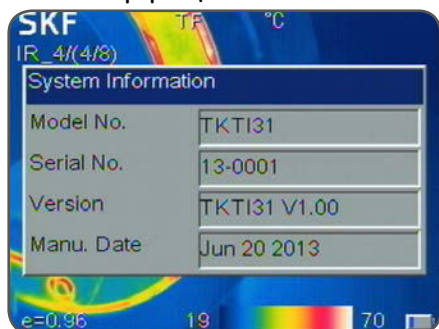 SKF TF °C
IR_4/(4/8)
System Information
Model No. TKTI31
Serial No. 13-0001
Version TKTI31 V1.00
Manu. Date Jun 20 2013
e=0.96 19 70